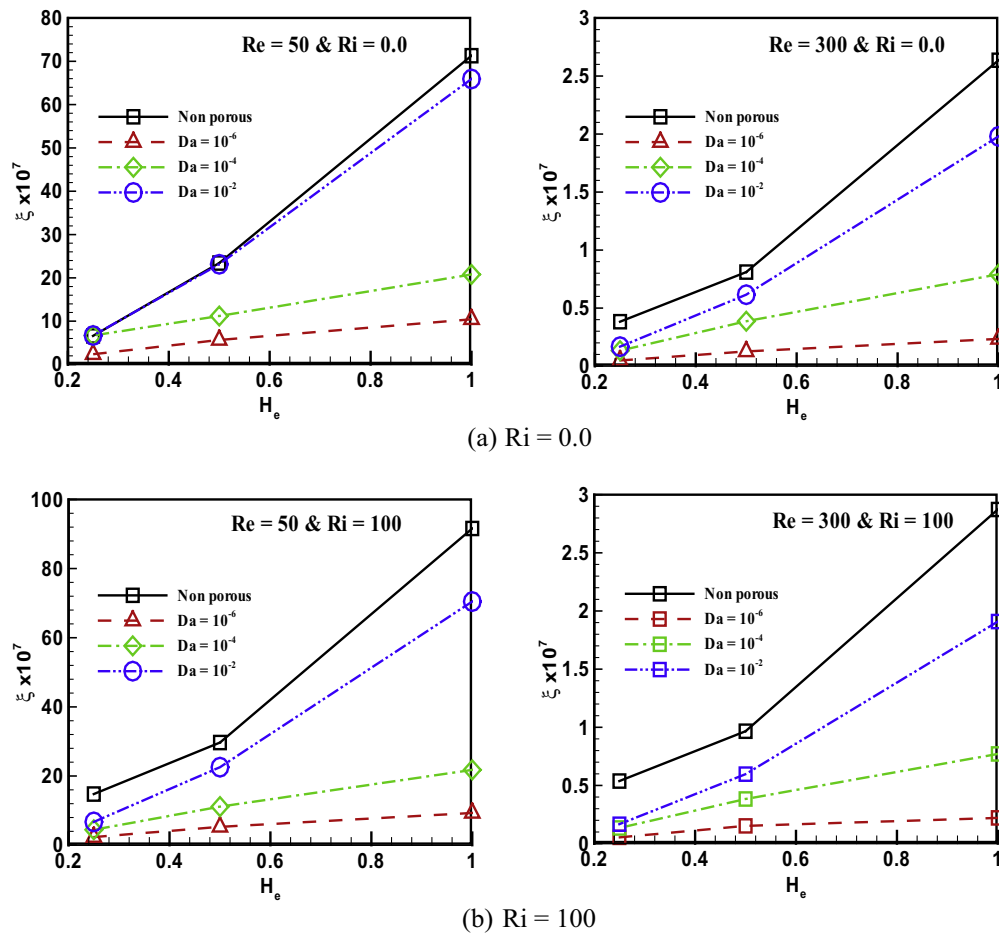 Re = 50 & Ri = 0.0
Non porous
Da = 10⁻⁶
Da = 10⁻⁴
Da = 10⁻²
ξ x10⁷
80
70
60
50
40
30
20
10
0
0.2
0.4
0.6
0.8
1
Hₑ
Re = 300 & Ri = 0.0
Non porous
Da = 10⁻⁶
Da = 10⁻⁴
Da = 10⁻²
ξ x10⁷
3
2.5
2
1.5
1
0.5
0
0.2
0.4
0.6
0.8
1
Hₑ
(a) Ri = 0.0
Re = 50 & Ri = 100
Non porous
Da = 10⁻⁶
Da = 10⁻⁴
Da = 10⁻²
ξ x10⁷
100
80
60
40
20
0
0.2
0.4
0.6
0.8
1
Hₑ
Re = 300 & Ri = 100
Non porous
Da = 10⁻⁶
Da = 10⁻⁴
Da = 10⁻²
ξ x10⁷
3
2.5
2
1.5
1
0.5
0
0.2
0.4
0.6
0.8
1
Hₑ
(b) Ri = 100